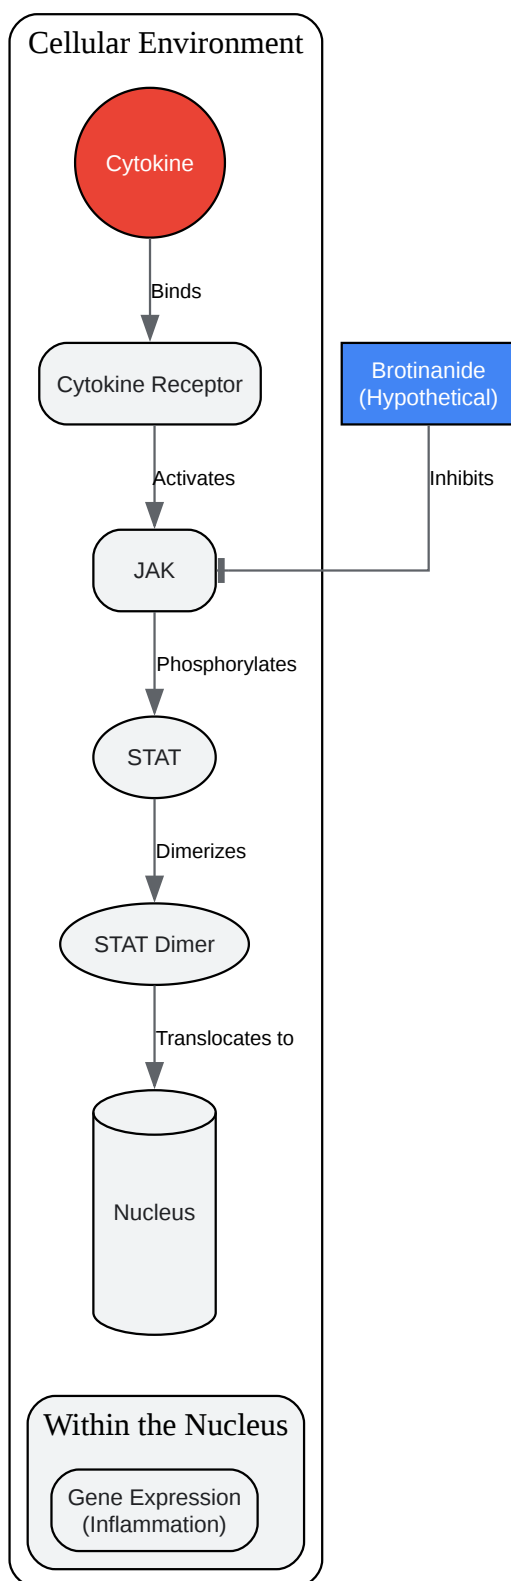 Cellular Environment
Cytokine
Binds
Cytokine Receptor
Brotinanide
(Hypothetical)
Activates
Inhibits
JAK
Phosphorylates
STAT
Dimerizes
STAT Dimer
Translocates to
Nucleus
Within the Nucleus
Gene Expression
(Inflammation)